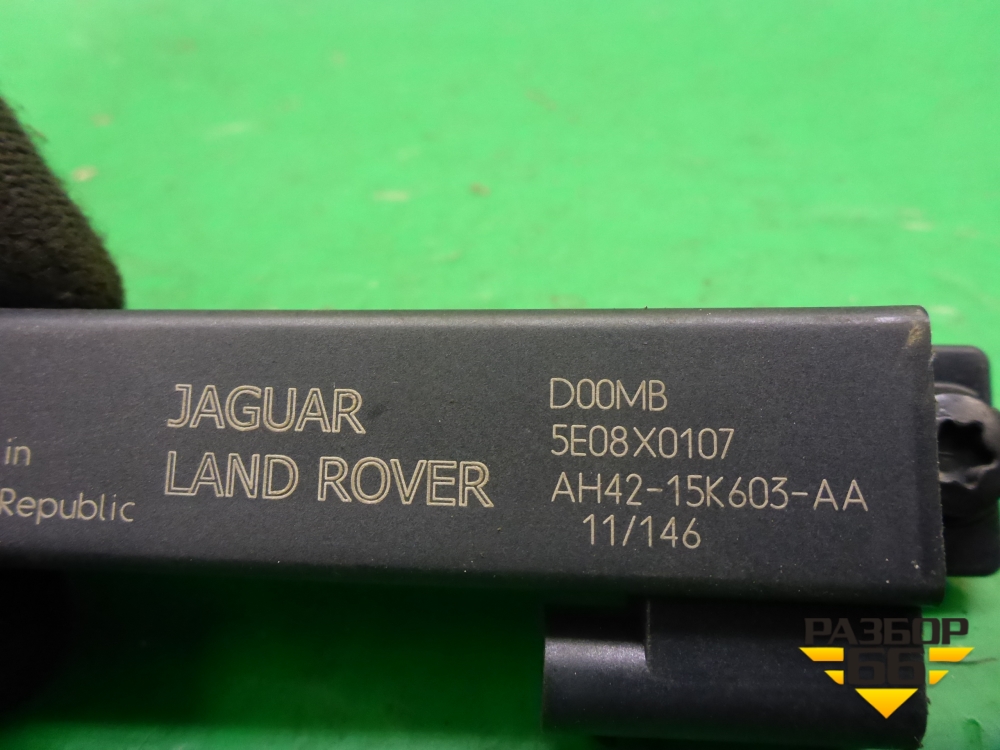 in
Republic
JAGUAR
LAND ROVER
D00MB
5E08X0107
AH42-15K603-AA
11/146
РАЗБОР
66